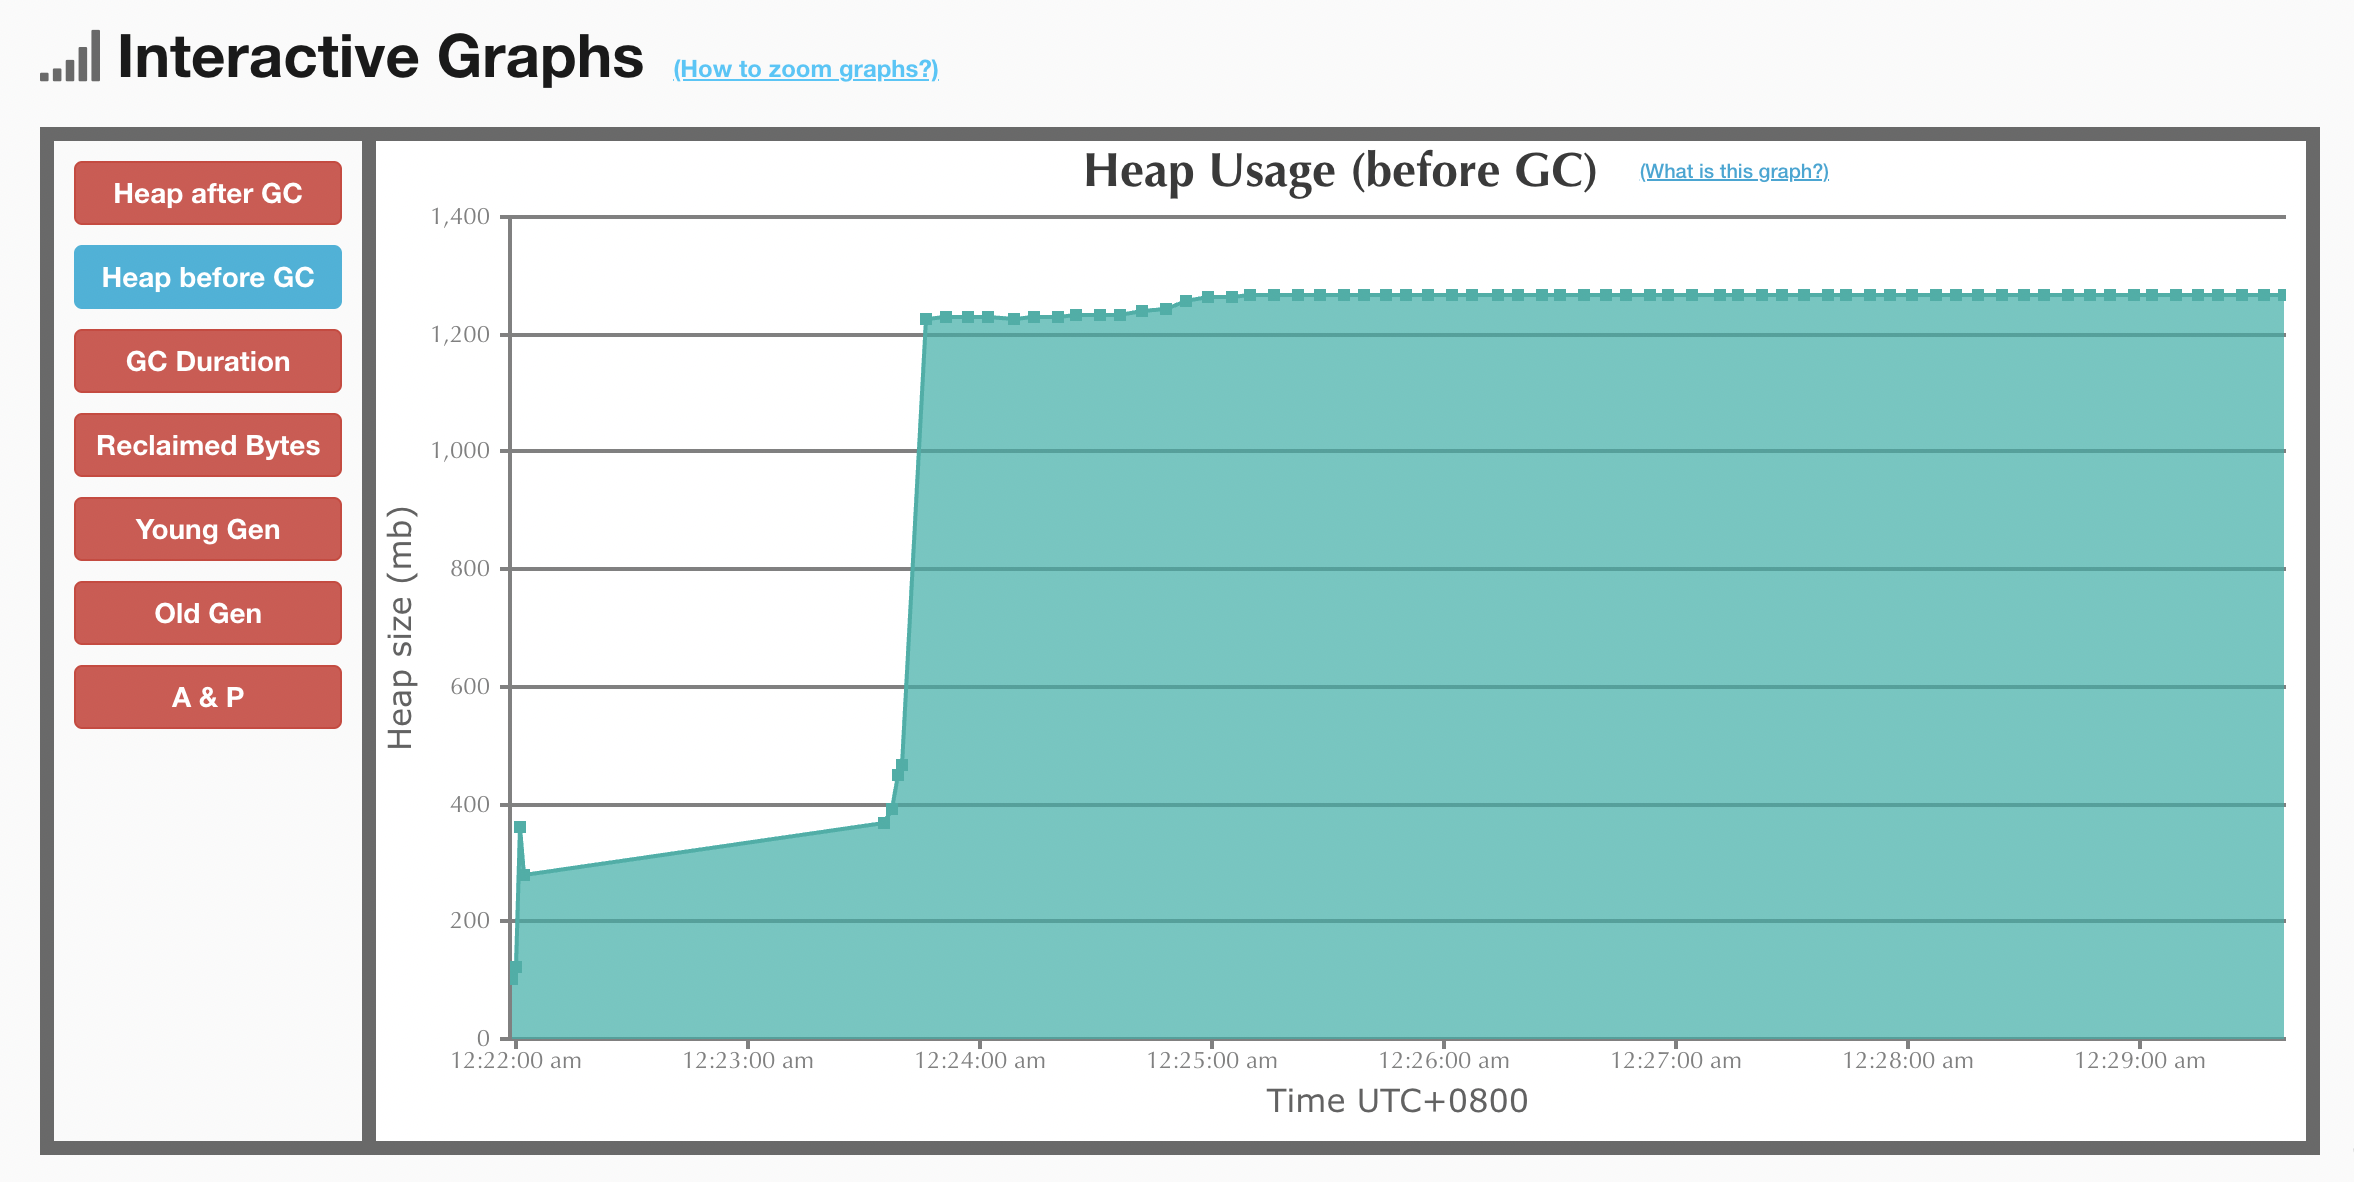 Interactive Graphs (How to zoom graphs?)
Heap after GC
Heap before GC
GC Duration
Reclaimed Bytes
Young Gen
Old Gen
A & P
Heap Usage (before GC) (What is this graph?)
Heap size (mb)
1,400
1,200
1,000
800
600
400
200
0
12:22:00 am 12:23:00 am 12:24:00 am 12:25:00 am 12:26:00 am 12:27:00 am 12:28:00 am 12:29:00 am
Time UTC+0800